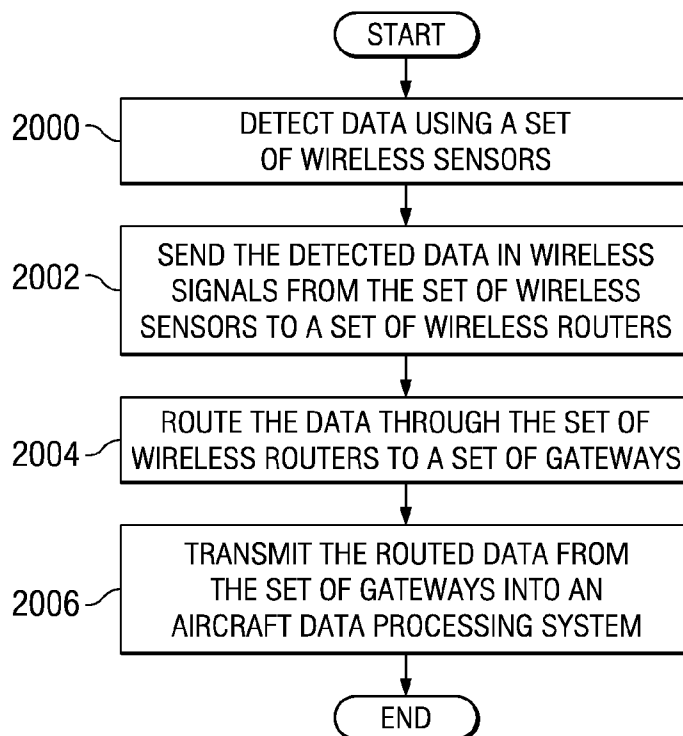 START
2000
DETECT DATA USING A SET
OF WIRELESS SENSORS
2002
SEND THE DETECTED DATA IN WIRELESS
SIGNALS FROM THE SET OF WIRELESS
SENSORS TO A SET OF WIRELESS ROUTERS
2004
ROUTE THE DATA THROUGH THE SET OF
WIRELESS ROUTERS TO A SET OF GATEWAYS
2006
TRANSMIT THE ROUTED DATA FROM
THE SET OF GATEWAYS INTO AN
AIRCRAFT DATA PROCESSING SYSTEM
END